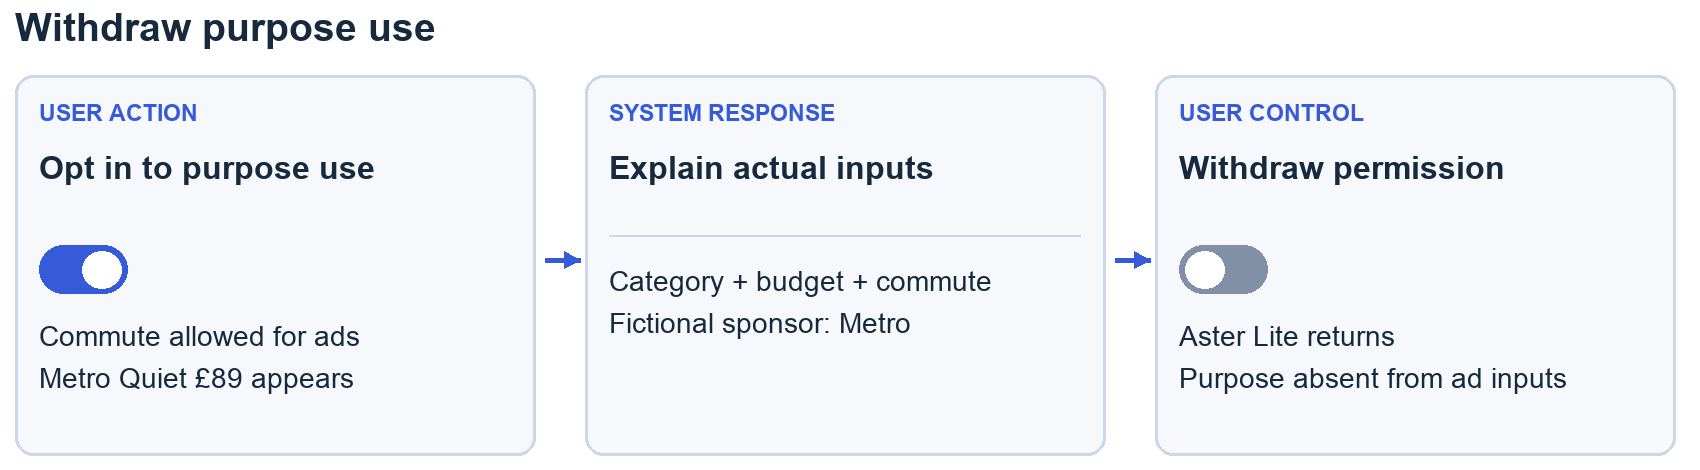 Withdraw purpose use
USER ACTION
Opt in to purpose use
Commute allowed for ads
Metro Quiet £89 appears
SYSTEM RESPONSE
Explain actual inputs
Category + budget + commute
Fictional sponsor: Metro
USER CONTROL
Withdraw permission
Aster Lite returns
Purpose absent from ad inputs